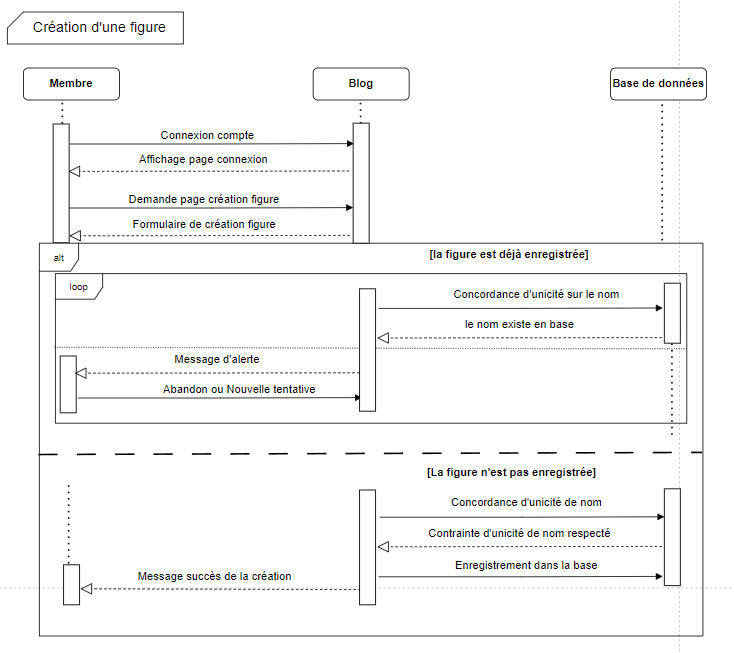 Création d'une figure
Membre
Blog
Base de données
Connexion compte
Affichage page connexion
Demande page création figure
Formulaire de création figure
alt
[la figure est déjà enregistrée]
loop
Concordance d'unicité sur le nom
le nom existe en base
Message d'alerte
Abandon ou Nouvelle tentative
[La figure n'est pas enregistrée]
Concordance d'unicité de nom
Contrainte d'unicité de nom respecté
Enregistrement dans la base
Message succès de la création